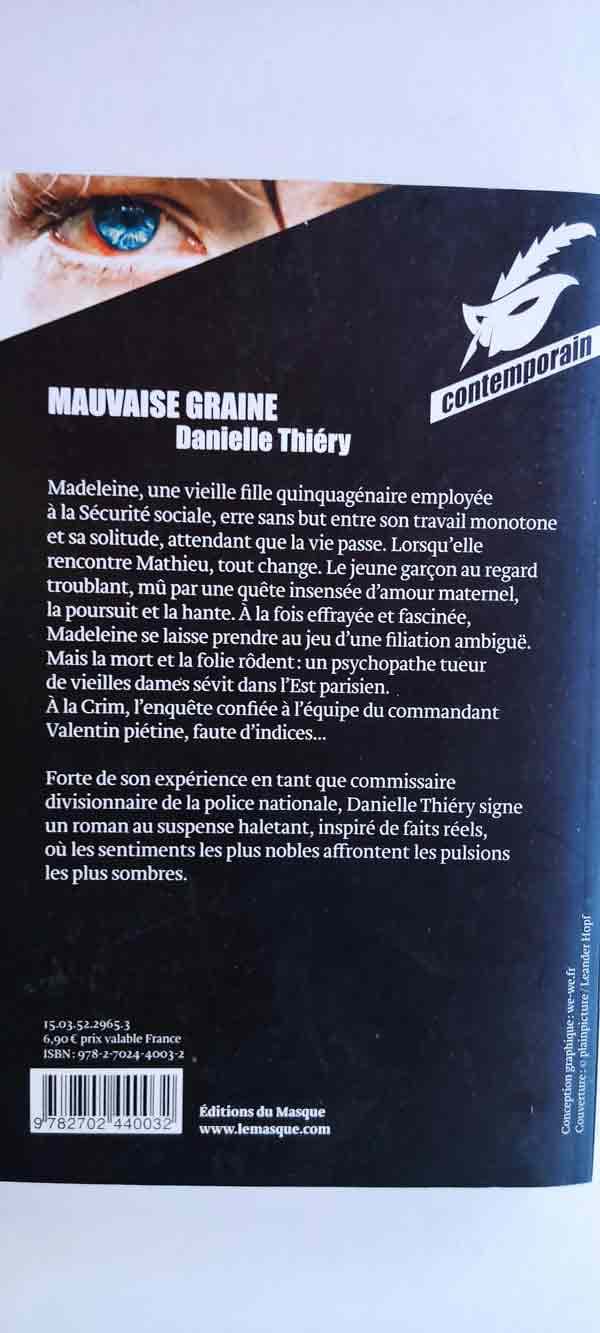 contemporain
MAUVAISE GRAINE
Danielle Thiéry
Madeleine, une vieille fille quinquagénaire employée
à la Sécurité sociale, erre sans but entre son travail monotone
et sa solitude, attendant que la vie passe. Lorsqu'elle
rencontre Mathieu, tout change. Le jeune garçon au regard
troublant, mû par une quête insensée d'amour maternel,
la poursuit et la hante. À la fois effrayée et fascinée,
Madeleine se laisse prendre au jeu d'une filiation ambiguë.
Mais la mort et la folie rôdent : un psychopathe tueur
de vieilles dames sévit dans l'Est parisien.
À la Crim, l'enquête confiée à l'équipe du commandant
Valentin piétine, faute d'indices...
Forte de son expérience en tant que commissaire
divisionnaire de la police nationale, Danielle Thiéry signe
un roman au suspense haletant, inspiré de faits réels,
où les sentiments les plus nobles affrontent les pulsions
les plus sombres.
15.03.52.2965.3
6,90 € prix valable France
ISBN : 978-2-7024-4003-2
9 782702 440032
Éditions du Masque
www.lemasque.com
Conception graphique : we-we.fr
Couverture : © plainpicture / Leander Hopf